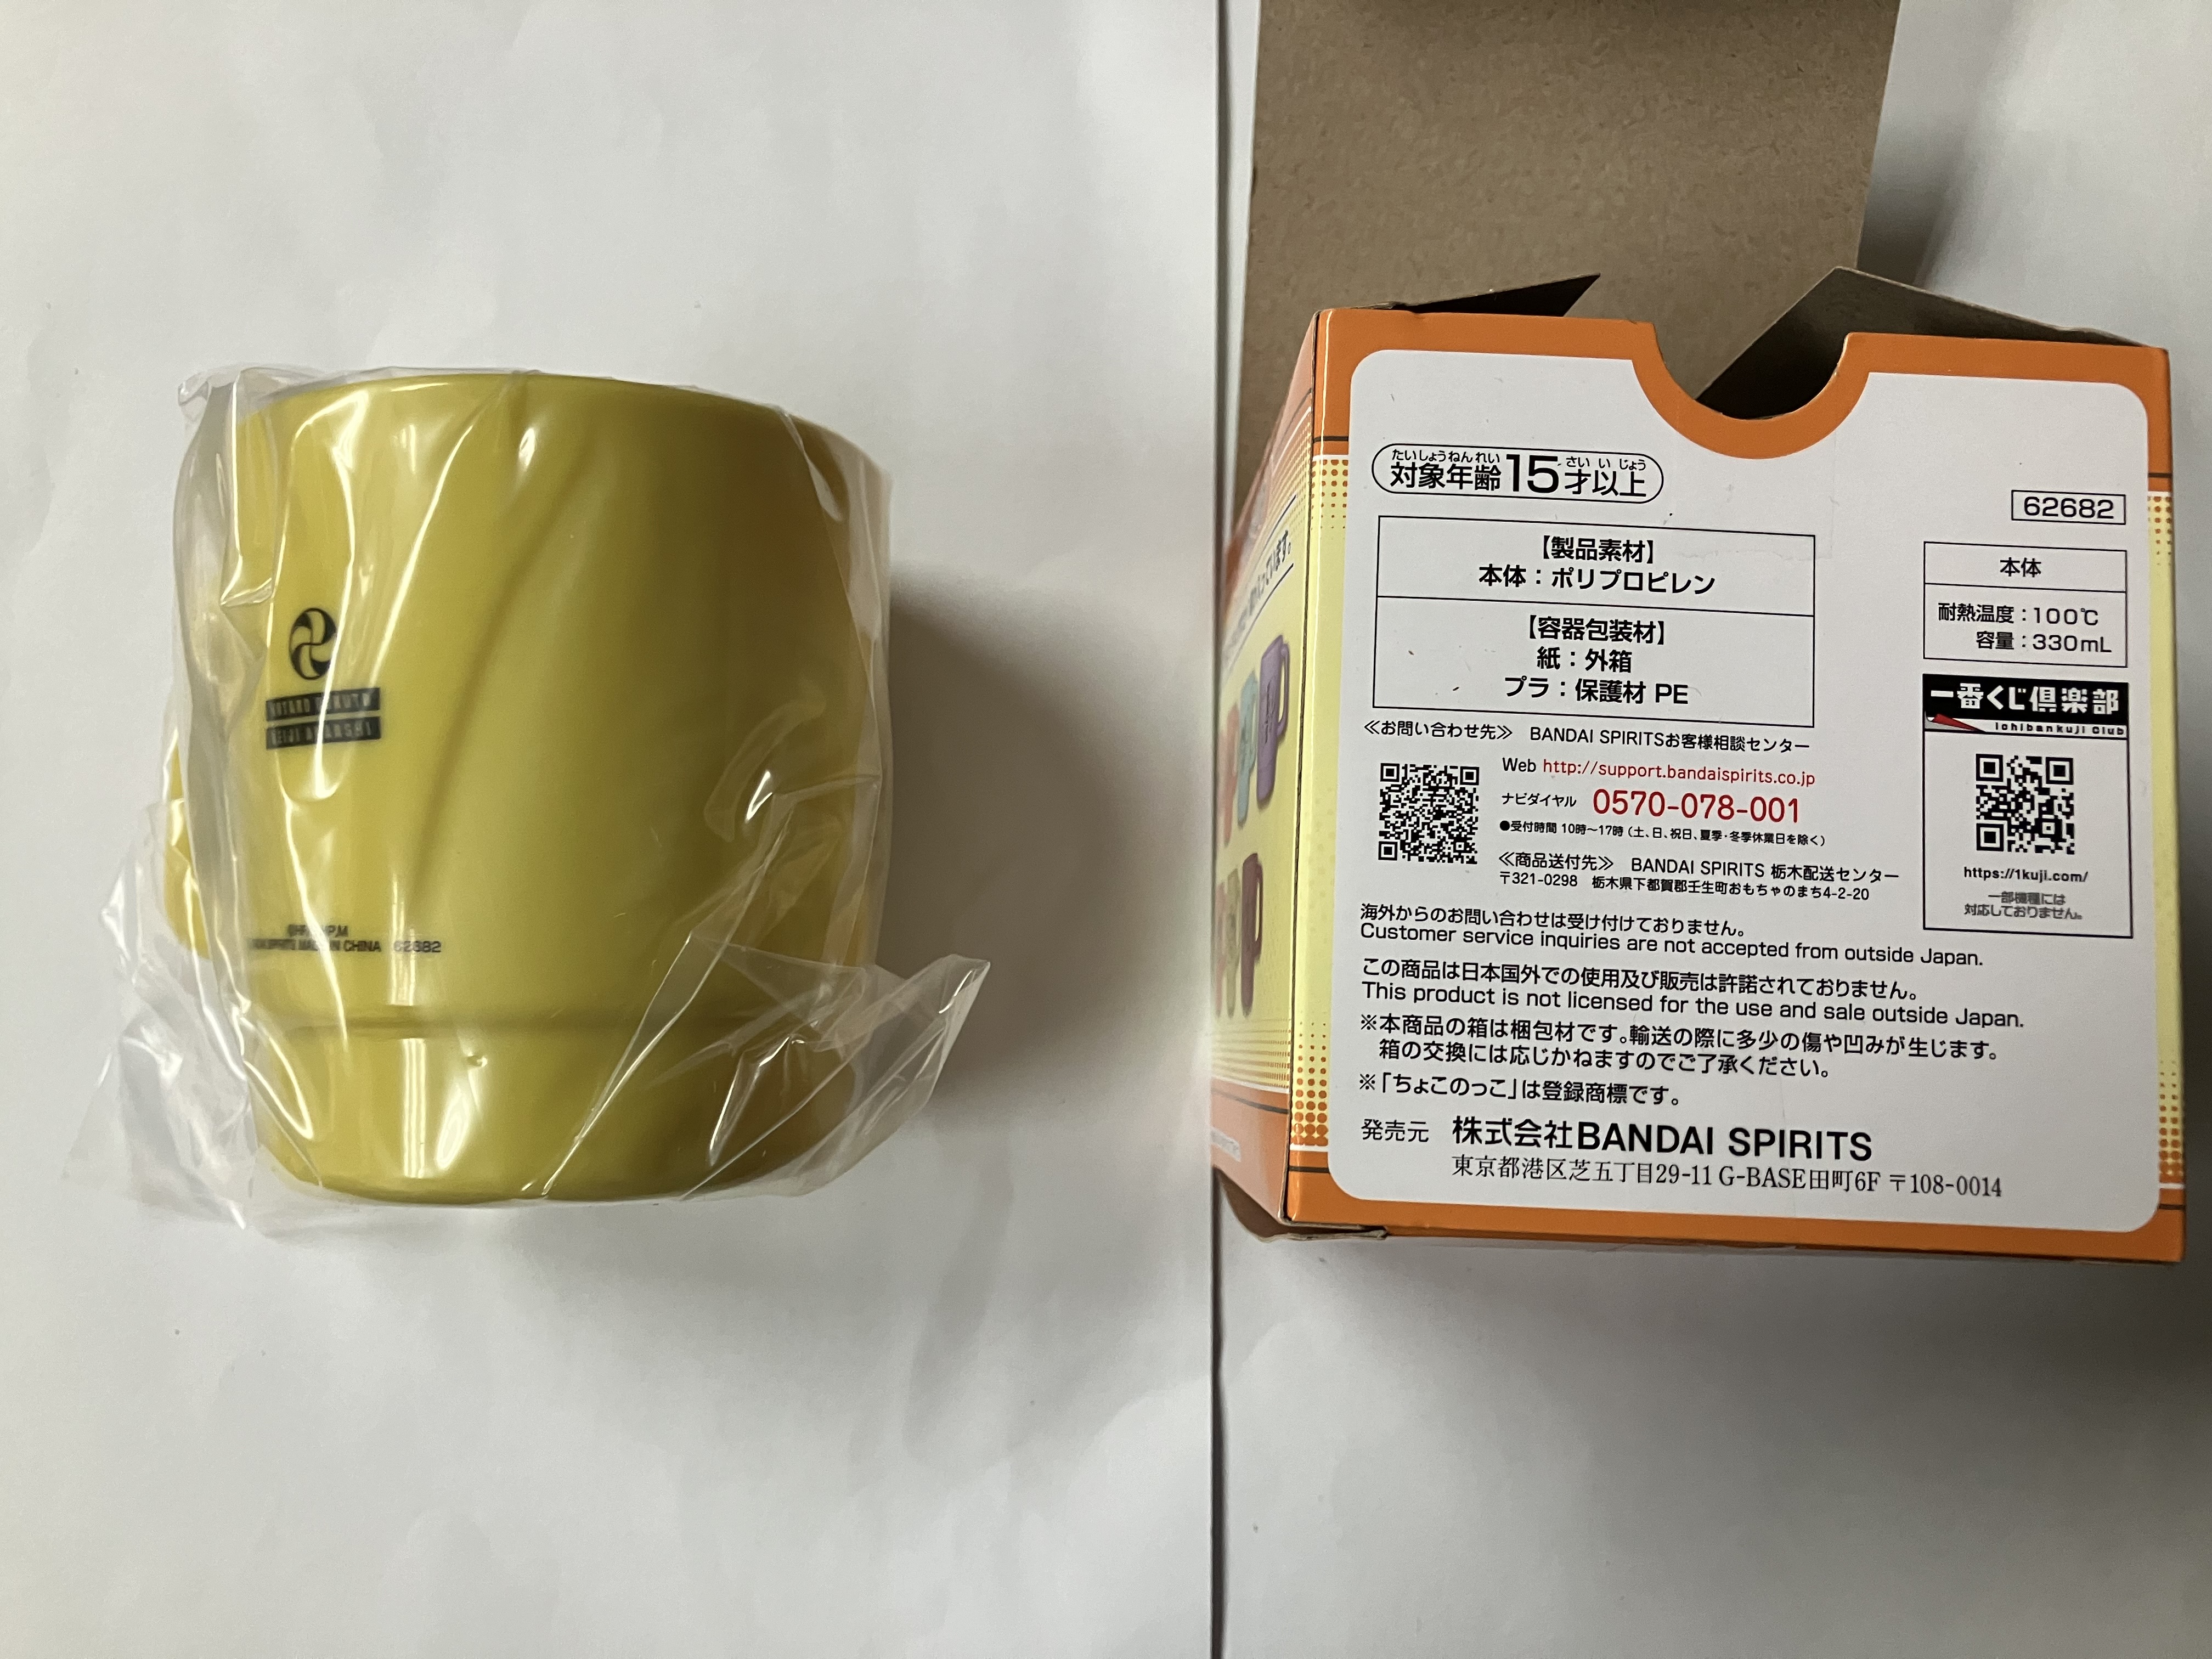 KEIJI AKAASHI
MADE IN CHINA 62682
っています。
たいしょうねんれい さい い じょう
対象年齢15才以上
62682
【製品素材】
本体：ポリプロピレン
【容器包装材】
紙：外箱
プラ：保護材 PE
本体
耐熱温度：100℃
容量：330mL
一番くじ倶楽部
Ichibankuji Club
https://1kuji.com/
一部機種には
対応しておりません。
≪お問い合わせ先≫ BANDAI SPIRITSお客様相談センター
Web http://support.bandaispirits.co.jp
ナビダイヤル 0570-078-001
●受付時間 10時～17時（土、日、祝日、夏季・冬季休業日を除く）
≪商品送付先≫ BANDAI SPIRITS 栃木配送センター
〒321-0298 栃木県下都賀郡壬生町おもちゃのまち4-2-20
海外からのお問い合わせは受け付けておりません。
Customer service inquiries are not accepted from outside Japan.
この商品は日本国外での使用及び販売は許諾されておりません。
This product is not licensed for the use and sale outside Japan.
※本商品の箱は梱包材です。輸送の際に多少の傷や凹みが生じます。
箱の交換には応じかねますのでご了承ください。
※「ちょこのっこ」は登録商標です。
発売元 株式会社BANDAI SPIRITS
東京都港区芝五丁目29-11 G-BASE田町6F 〒108-0014